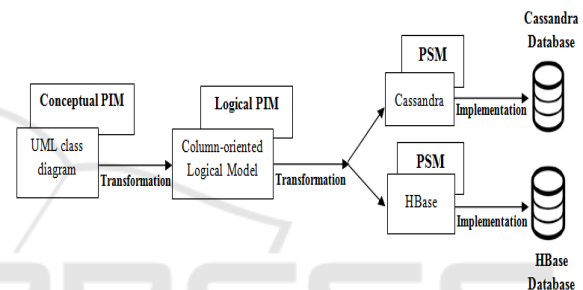 Conceptual PIM
UML class
diagram
Transformation
Logical PIM
Column-oriented
Logical Model
Transformation
PSM
Cassandra
Implementation
Cassandra
Database
PSM
HBase
Implementation
HBase
Database